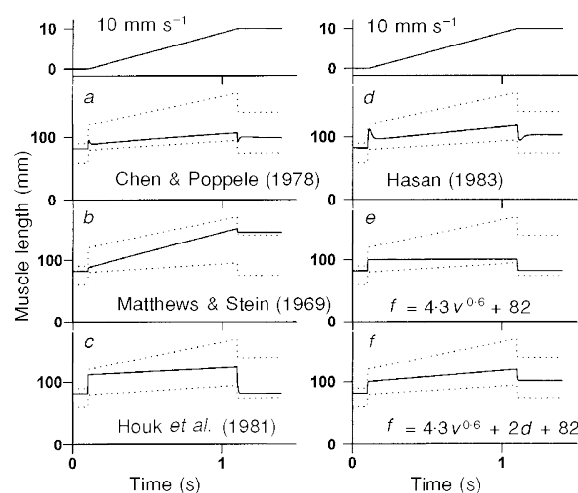 10 mm s⁻¹
10 mm s⁻¹
10
0
10
0
a
100
0
Chen & Poppele (1978)
d
100
0
Hasan (1983)
Muscle length (mm)
b
100
0
Matthews & Stein (1969)
e
100
0
f = 4·3 v⁰·⁶ + 82
c
100
0
Houk et al. (1981)
f
100
0
f = 4·3 v⁰·⁶ + 2d + 82
0
1
Time (s)
0
1
Time (s)